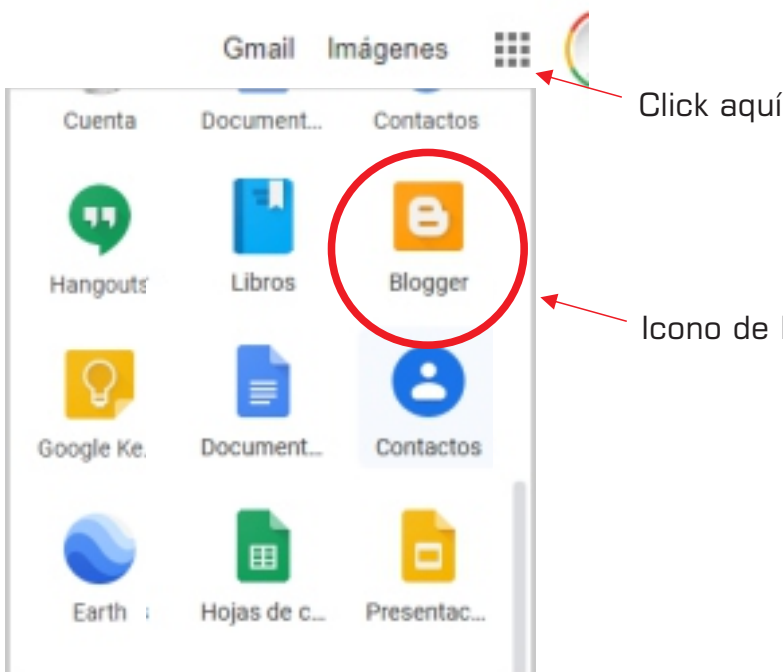 Gmail Imágenes
Click aquí
Cuenta Document... Contactos
Hangouts Libros Blogger
Icono de
Google Ke. Document... Contactos
Earth Hojas de c... Presentac...